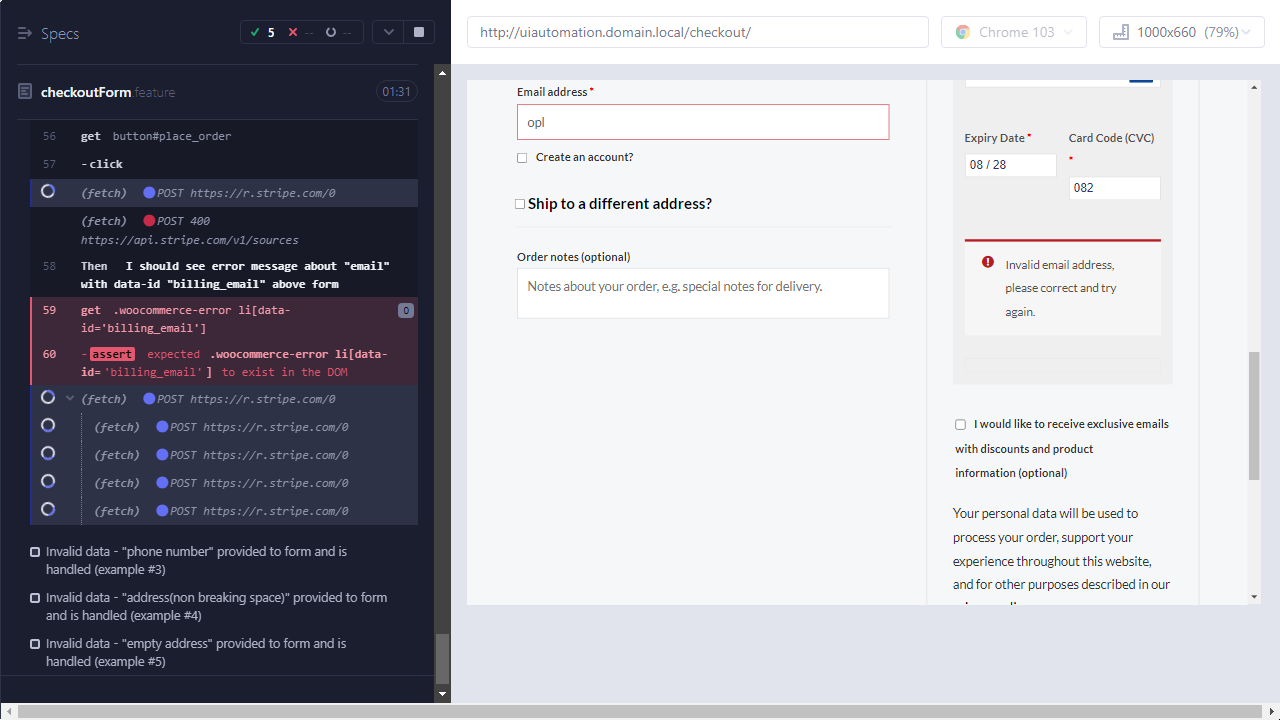 Specs
5 -- --
checkoutForm.feature
01:31
56 get button#place_order
57 -click
(fetch) POST https://r.stripe.com/0
(fetch) POST 400
https://api.stripe.com/v1/sources
58 Then I should see error message about "email"
with data-id "billing_email" above form
59 get .woocommerce-error li[data-
id='billing_email']
0
60 -assert expected .woocommerce-error li[data-
id='billing_email'] to exist in the DOM
(fetch) POST https://r.stripe.com/0
(fetch) POST https://r.stripe.com/0
(fetch) POST https://r.stripe.com/0
(fetch) POST https://r.stripe.com/0
(fetch) POST https://r.stripe.com/0
Invalid data - "phone number" provided to form and is
handled (example #3)
Invalid data - "address(non breaking space)" provided to form
and is handled (example #4)
Invalid data - "empty address" provided to form and is
handled (example #5)
http://uiautomation.domain.local/checkout/
Chrome 103
1000x660 (79%)
Email address *
opl
Create an account?
Ship to a different address?
Order notes (optional)
Notes about your order, e.g. special notes for delivery.
Expiry Date *
08 / 28
Card Code (CVC)
*
082
Invalid email address,
please correct and try
again.
I would like to receive exclusive emails
with discounts and product
information (optional)
Your personal data will be used to
process your order, support your
experience throughout this website,
and for other purposes described in our